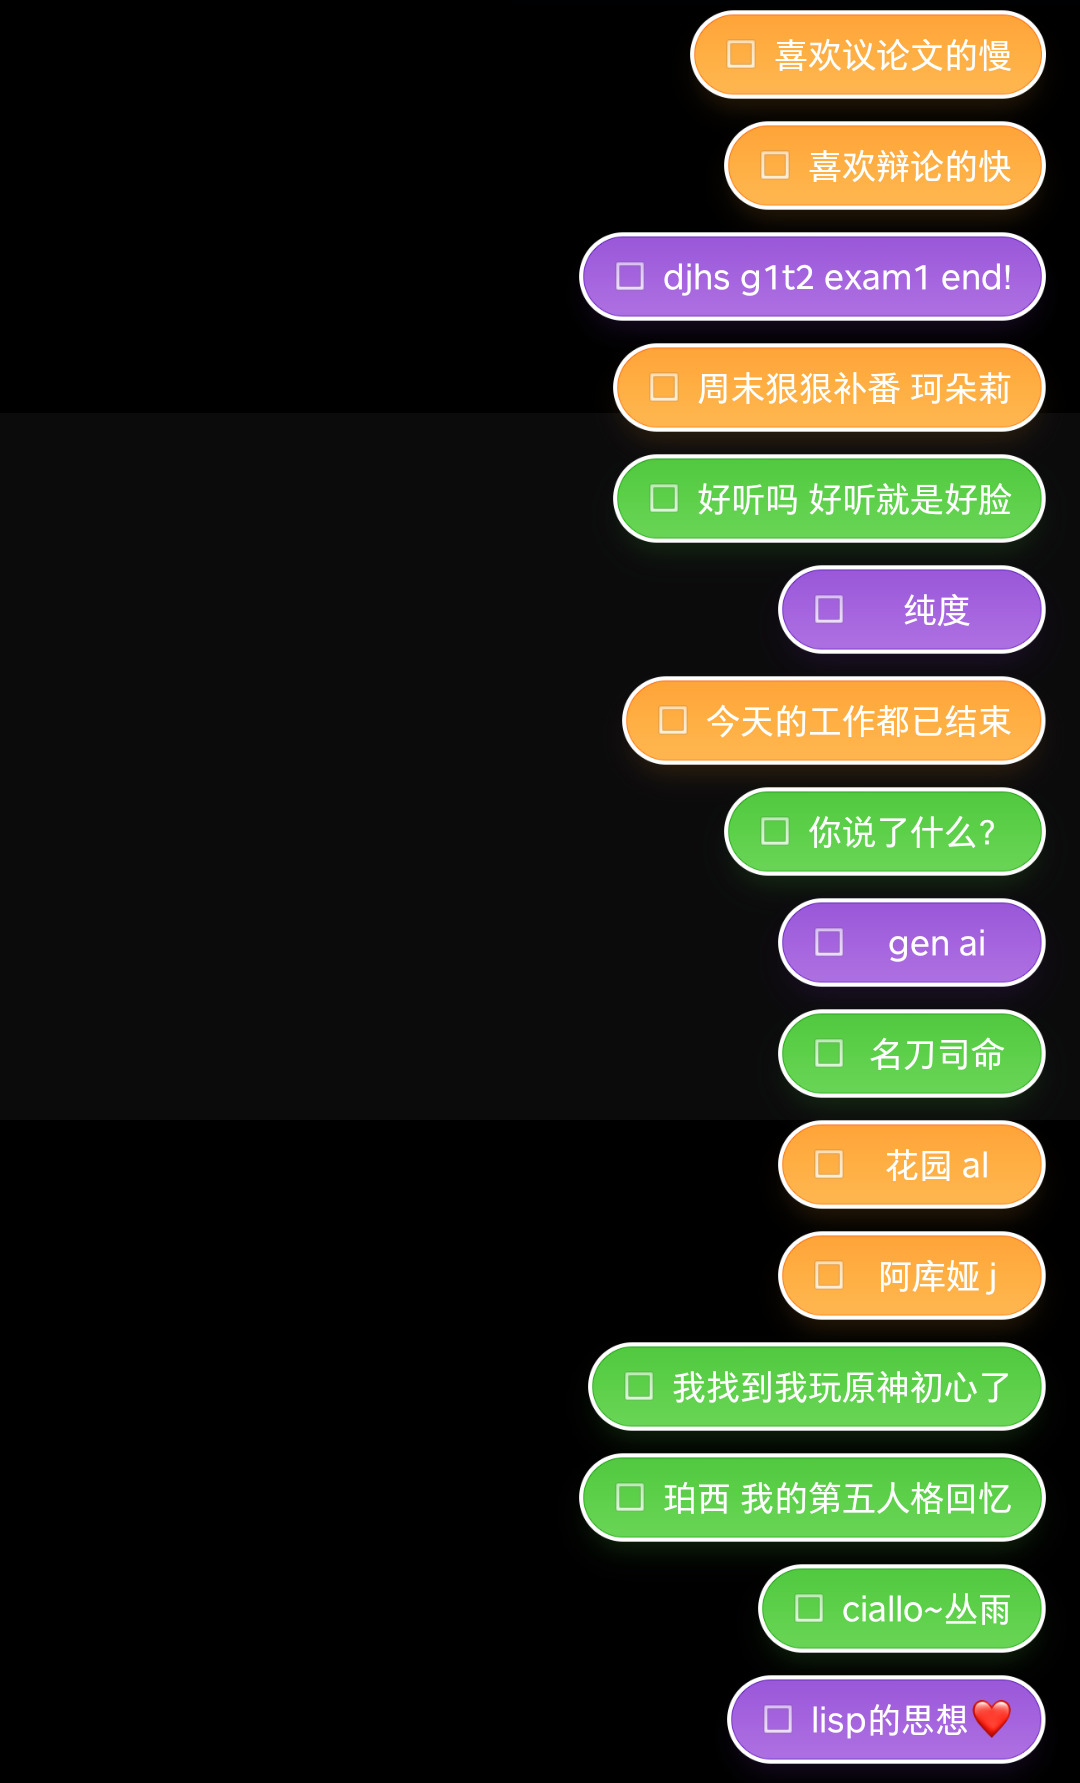 喜欢议论文的慢
喜欢辩论的快
djhs g1t2 exam1 end!
周末狠狠补番 珂朵莉
好听吗 好听就是好脸
纯度
今天的工作都已结束
你说了什么?
gen ai
名刀司命
花园 al
阿库娅 j
我找到我玩原神初心了
珀西 我的第五人格回忆
ciallo~丛雨
lisp的思想❤️